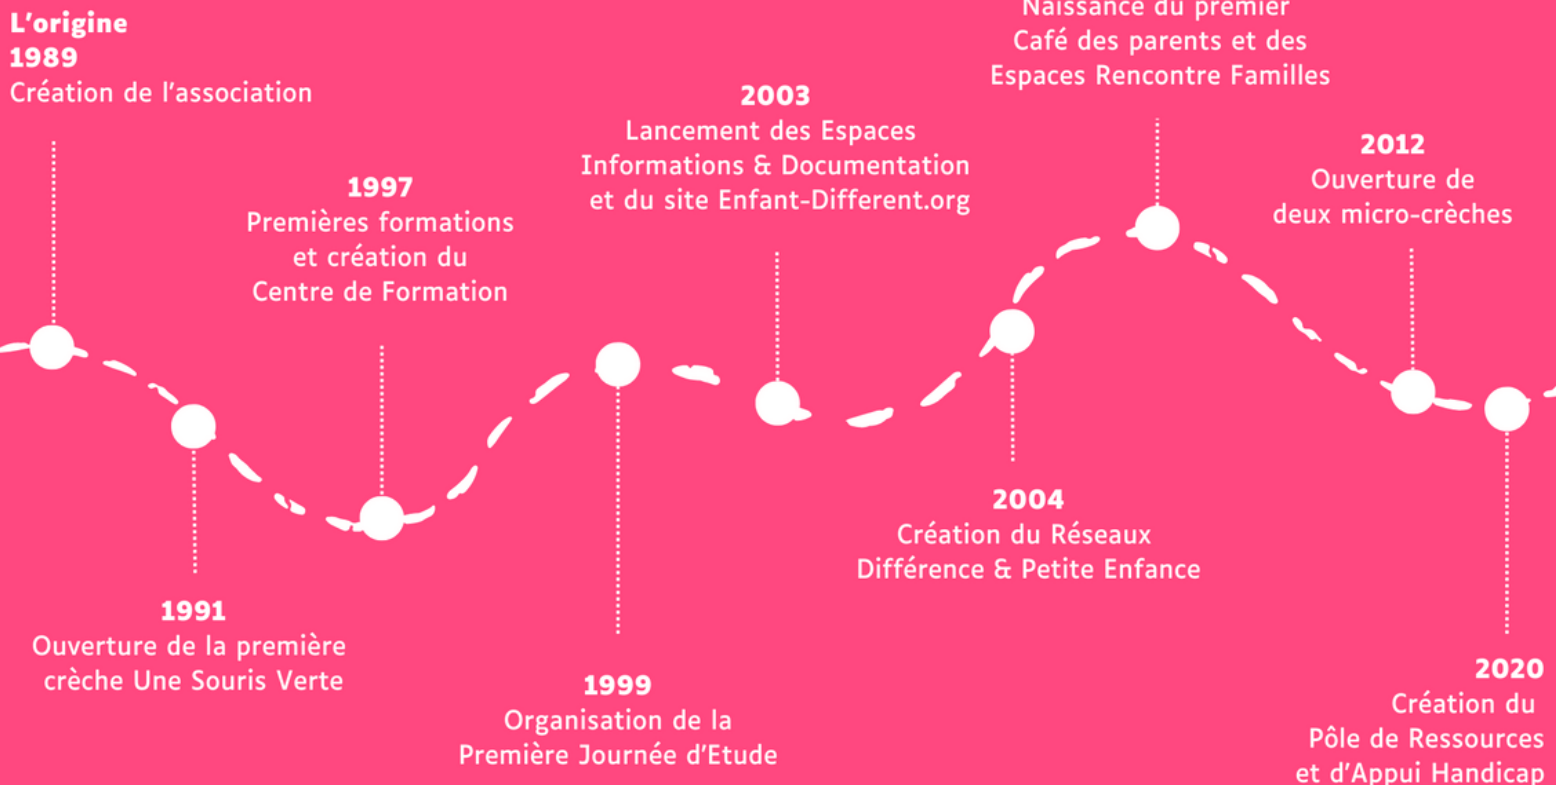 L'origine
1989
Création de l'association
1991
Ouverture de la première
crèche Une Souris Verte
1997
Premières formations
et création du
Centre de Formation
1999
Organisation de la
Première Journée d'Etude
2003
Lancement des Espaces
Informations & Documentation
et du site Enfant-Different.org
2004
Création du Réseaux
Différence & Petite Enfance
Naissance du premier
Café des parents et des
Espaces Rencontre Familles
2012
Ouverture de
deux micro-crèches
2020
Création du
Pôle de Ressources
et d'Appui Handicap